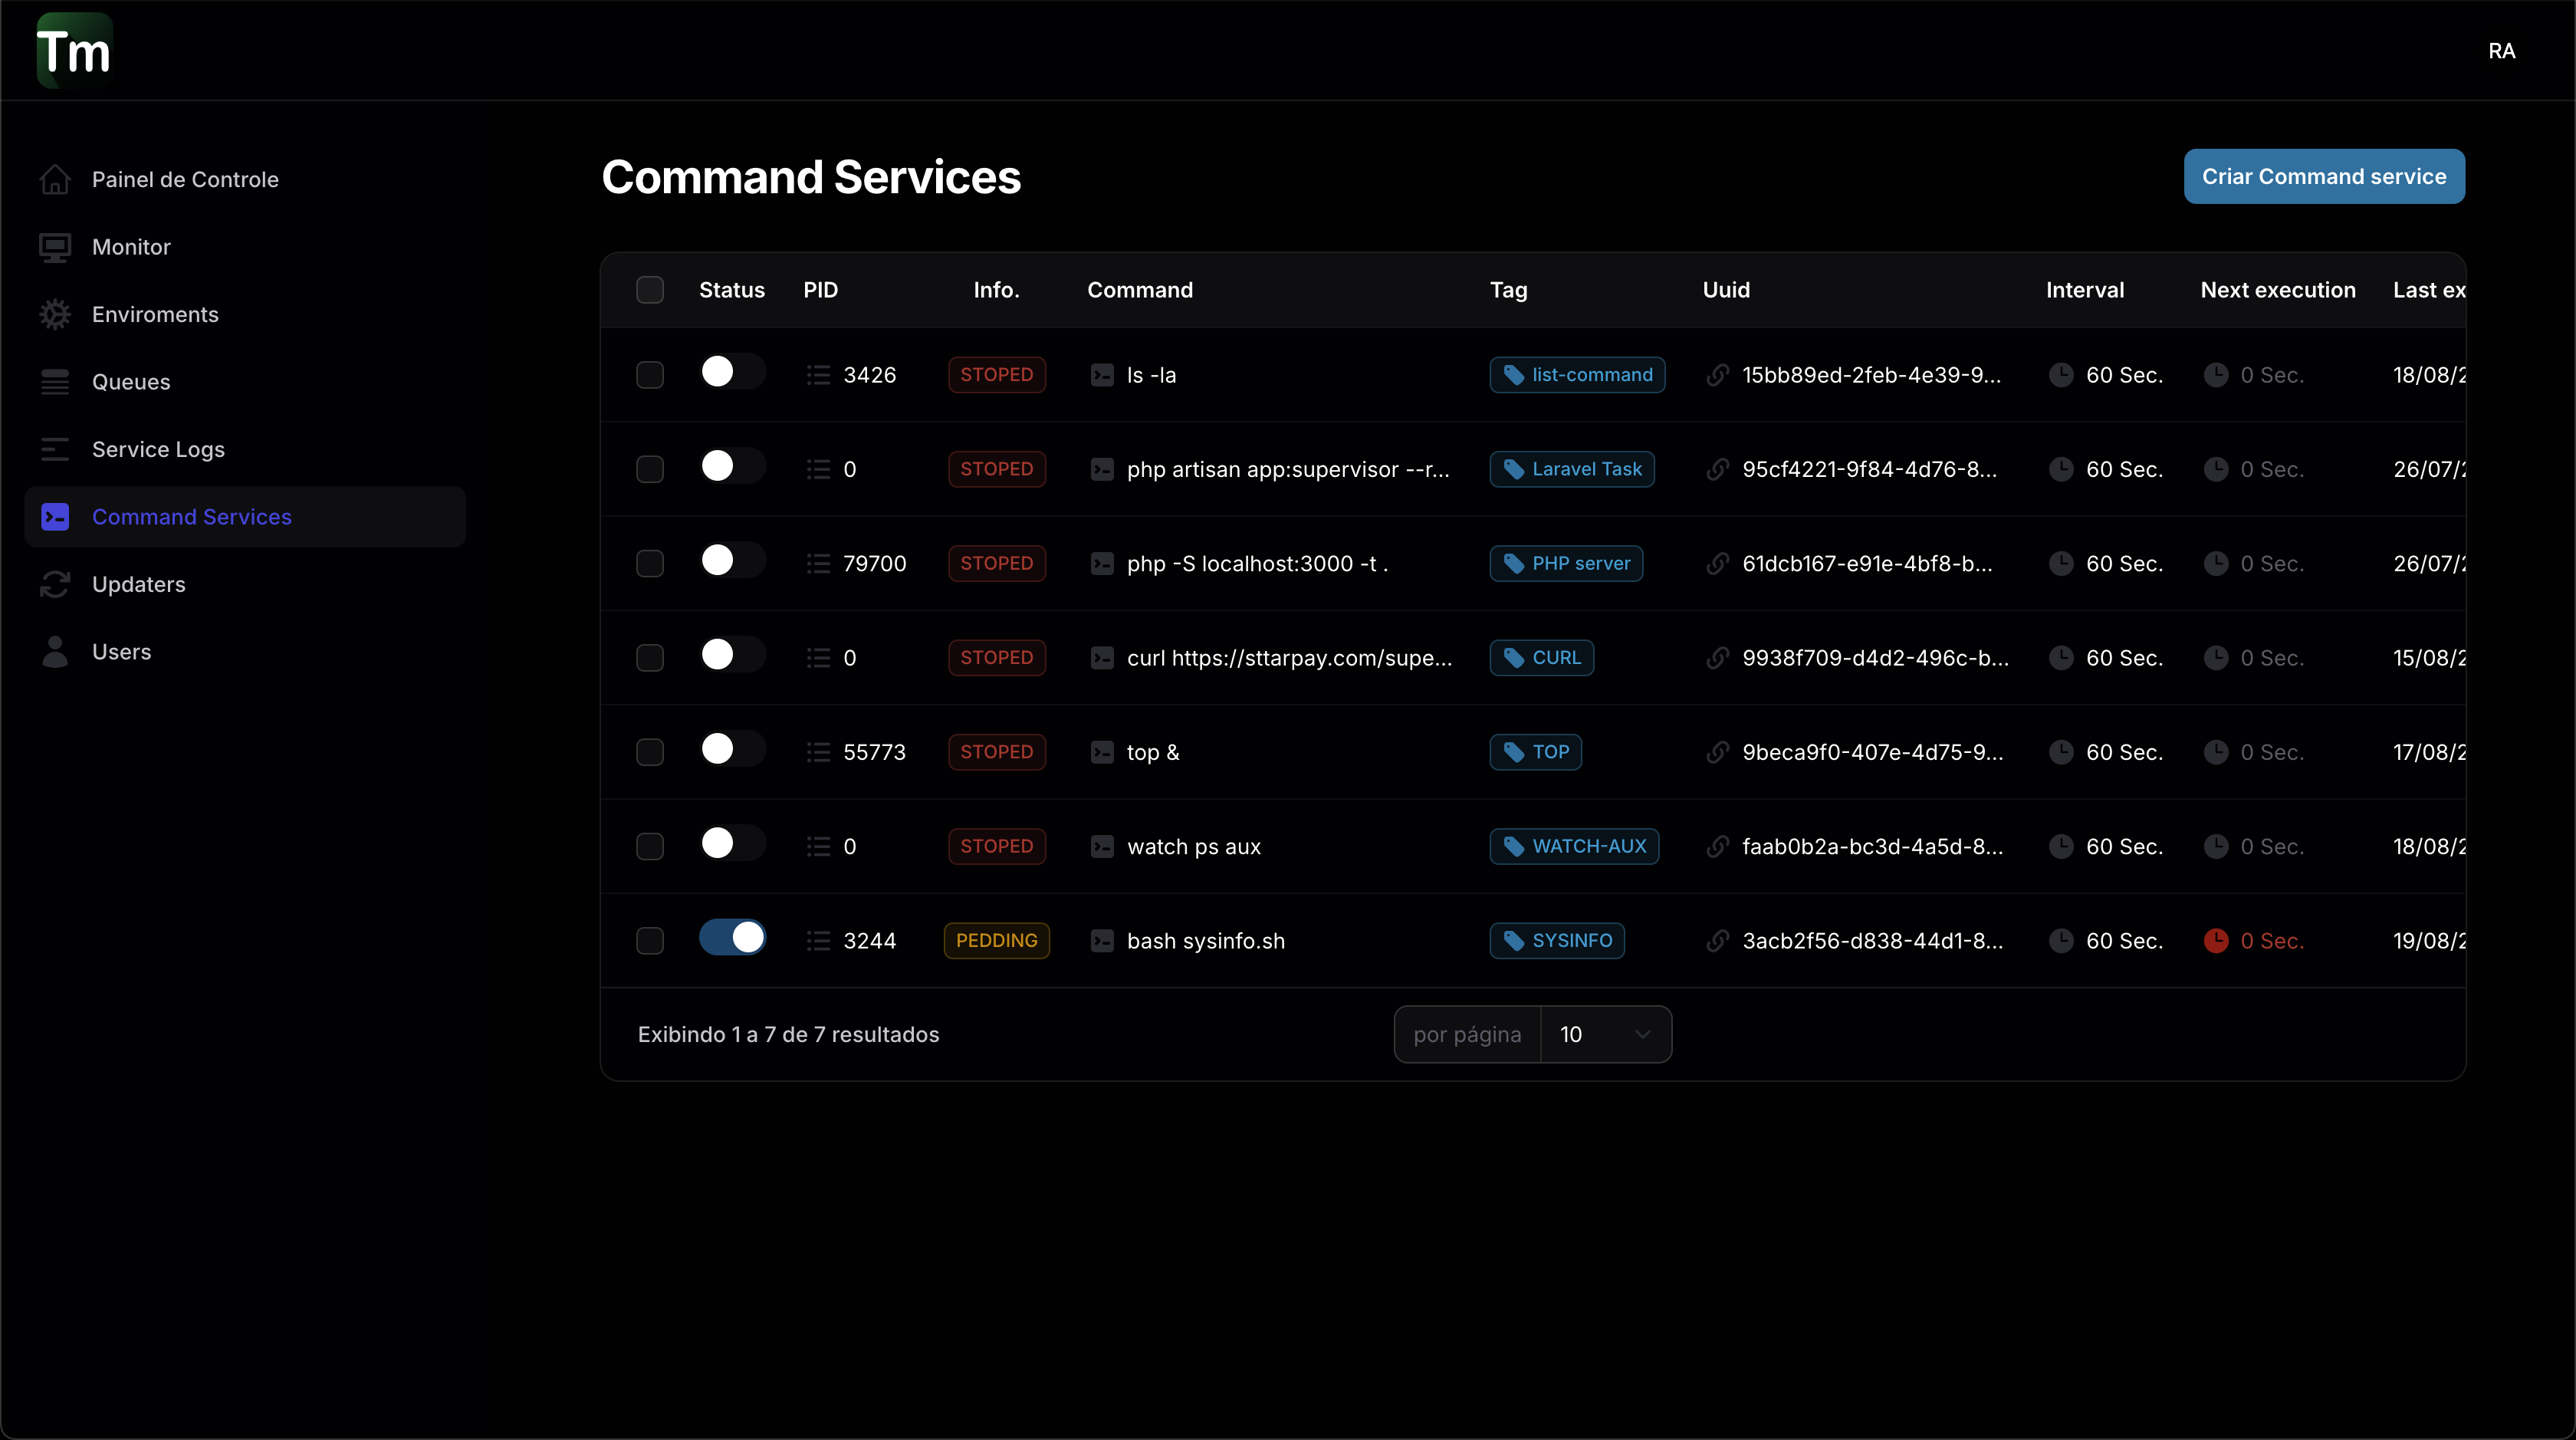 Tm
RA
Painel de Controle
Monitor
Enviroments
Queues
Service Logs
Command Services
Updaters
Users
Command Services
Criar Command service
Status PID Info. Command Tag Uuid Interval Next execution Last ex
3426 STOPED ls -la list-command 15bb89ed-2feb-4e39-9... 60 Sec. 0 Sec. 18/08/2
0 STOPED php artisan app:supervisor --r... Laravel Task 95cf4221-9f84-4d76-8... 60 Sec. 0 Sec. 26/07/2
79700 STOPED php -S localhost:3000 -t . PHP server 61dcb167-e91e-4bf8-b... 60 Sec. 0 Sec. 26/07/2
0 STOPED curl https://sttarpay.com/supe... CURL 9938f709-d4d2-496c-b... 60 Sec. 0 Sec. 15/08/2
55773 STOPED top & TOP 9beca9f0-407e-4d75-9... 60 Sec. 0 Sec. 17/08/2
0 STOPED watch ps aux WATCH-AUX faab0b2a-bc3d-4a5d-8... 60 Sec. 0 Sec. 18/08/2
3244 PEDDING bash sysinfo.sh SYSINFO 3acb2f56-d838-44d1-8... 60 Sec. 0 Sec. 19/08/2
Exibindo 1 a 7 de 7 resultados por página 10